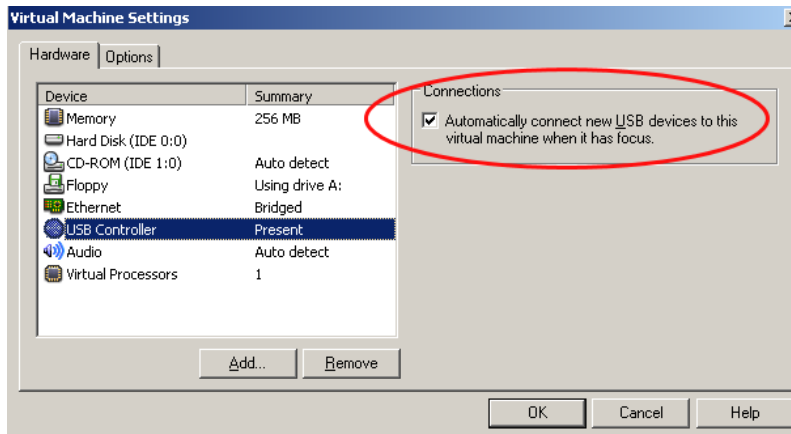 Virtual Machine Settings
Hardware Options
Device Summary
Memory 256 MB
Hard Disk (IDE 0:0)
CD-ROM (IDE 1:0) Auto detect
Floppy Using drive A:
Ethernet Bridged
USB Controller Present
Audio Auto detect
Virtual Processors 1
Add... Remove
Connections
Automatically connect new USB devices to this
virtual machine when it has focus.
OK Cancel Help